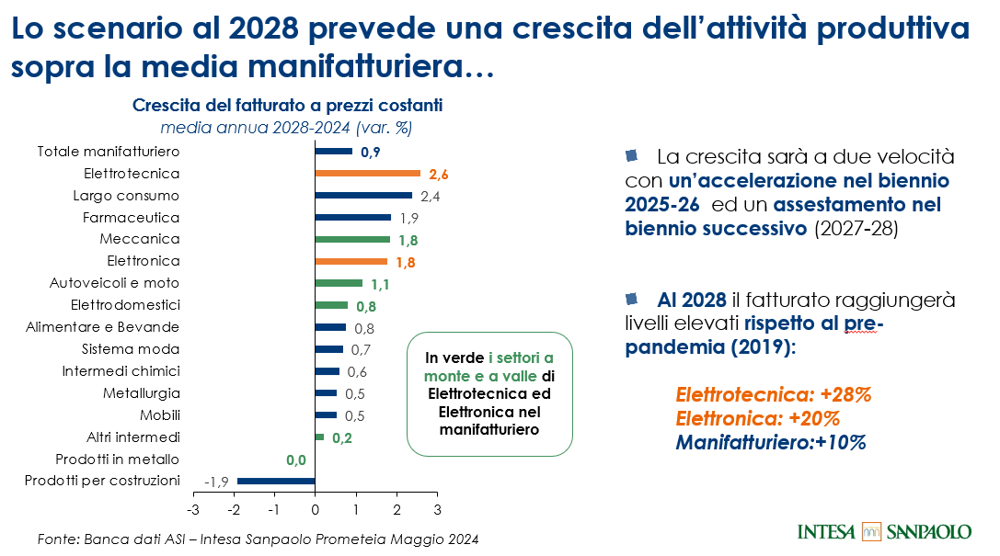 Lo scenario al 2028 prevede una crescita dell’attività produttiva
sopra la media manifatturiera…
Crescita del fatturato a prezzi costanti
media annua 2028-2024 (var. %)
Totale manifatturiero 0,9
Elettrotecnica 2,6
Largo consumo 2,4
Farmaceutica 1,9
Meccanica 1,8
Elettronica 1,8
Autoveicoli e moto 1,1
Elettrodomestici 0,8
Alimentare e Bevande 0,8
Sistema moda 0,7
Intermedi chimici 0,6
Metallurgia 0,5
Mobili 0,5
Altri intermedi 0,2
Prodotti in metallo 0,0
Prodotti per costruzioni -1,9
-3 -2 -1 0 1 2 3
In verde i settori a
monte e a valle di
Elettrotecnica ed
Elettronica nel
manifatturiero
La crescita sarà a due velocità
con un’accelerazione nel biennio
2025-26 ed un assestamento nel
biennio successivo (2027-28)
Al 2028 il fatturato raggiungerà
livelli elevati rispetto al pre-
pandemia (2019):
Elettrotecnica: +28%
Elettronica: +20%
Manifatturiero:+10%
Fonte: Banca dati ASI – Intesa Sanpaolo Prometeia Maggio 2024
INTESA SANPAOLO